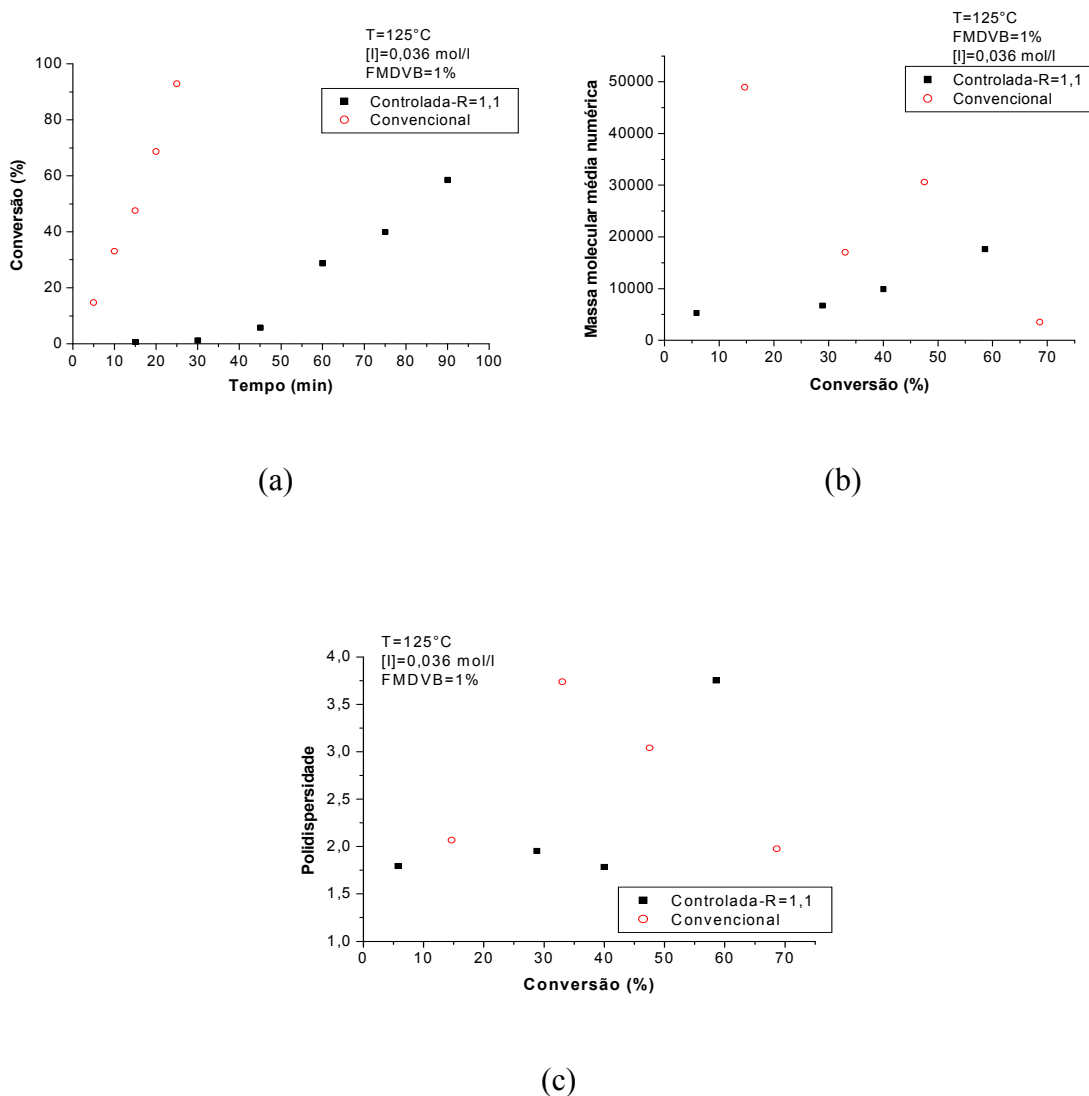 T=125°C
[I]=0,036 mol/l
FMDVB=1%
Controlada-R=1,1
Convencional
100
80
60
40
20
0
0 10 20 30 40 50 60 70 80 90 100
Conversão (%)
Tempo (min)
(a)
T=125°C
FMDVB=1%
[I]=0,036 mol/l
Controlada-R=1,1
Convencional
50000
40000
30000
20000
10000
0
0 10 20 30 40 50 60 70
Massa molecular média numérica
Conversão (%)
(b)
T=125°C
[I]=0,036 mol/l
FMDVB=1%
4,0
3,5
3,0
2,5
2,0
1,5
1,0
Polidispersidade
Controlada-R=1,1
Convencional
0 10 20 30 40 50 60 70
Conversão (%)
(c)